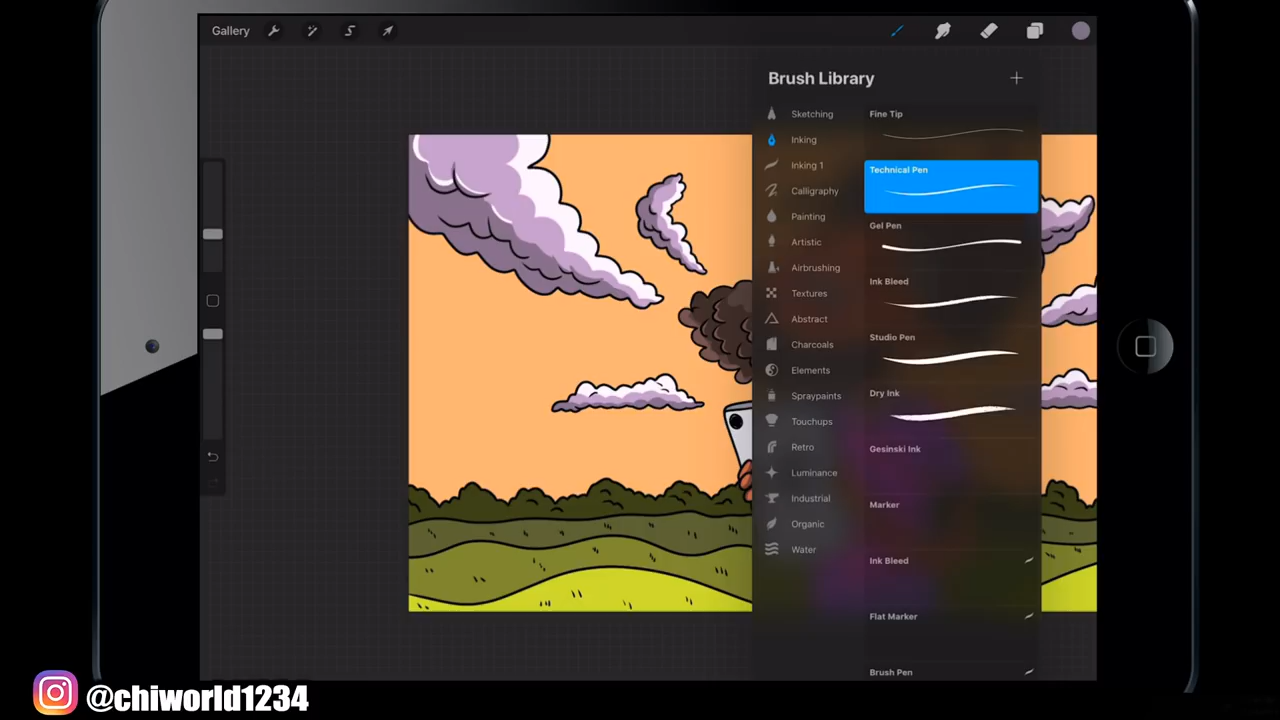 Gallery
Brush Library
Sketching
Inking
Inking 1
Calligraphy
Painting
Artistic
Airbrushing
Textures
Abstract
Charcoals
Elements
Spraypaints
Touchups
Retro
Luminance
Industrial
Organic
Water
Fine Tip
Technical Pen
Gel Pen
Ink Bleed
Studio Pen
Dry Ink
Gesinski Ink
Marker
Ink Bleed
Flat Marker
Brush Pen
@chiworld1234